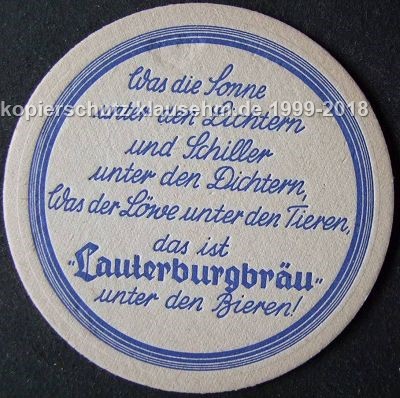 Was die Sonne
kopierschutz klausehm.de 1999-2018
unter den Lichtern
und Schiller
unter den Dichtern,
Was der Löwe unter den Tieren,
das ist
"Lauterburgbräu"
unter den Bieren!